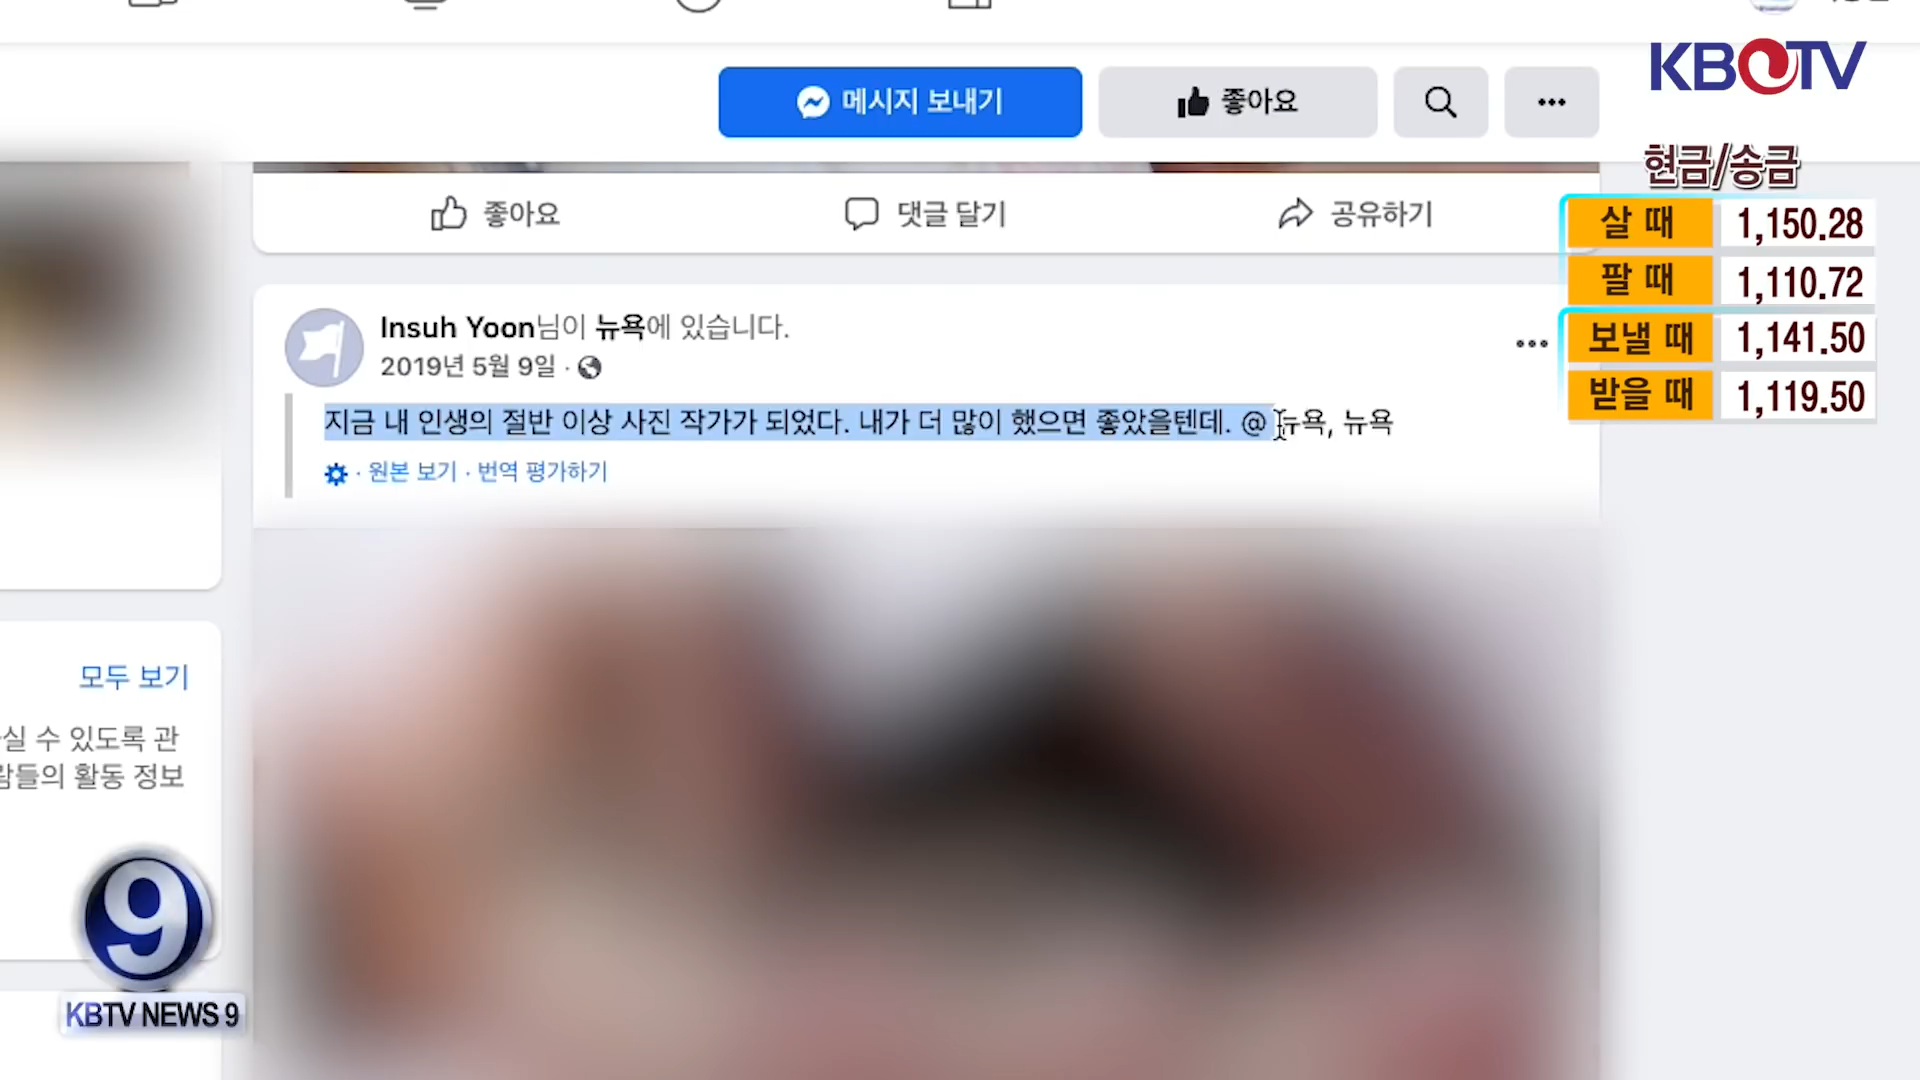 KBTV
메시지 보내기
좋아요
현금/송금
살 때 1,150.28
팔 때 1,110.72
보낼 때 1,141.50
받을 때 1,119.50
좋아요
댓글 달기
공유하기
Insuh Yoon님이 뉴욕에 있습니다.
2019년 5월 9일 ·
지금 내 인생의 절반 이상 사진 작가가 되었다. 내가 더 많이 했으면 좋았을텐데. @ 뉴욕, 뉴욕
· 원본 보기 · 번역 평가하기
모두 보기
실 수 있도록 관
람들의 활동 정보
9
KBTV NEWS 9